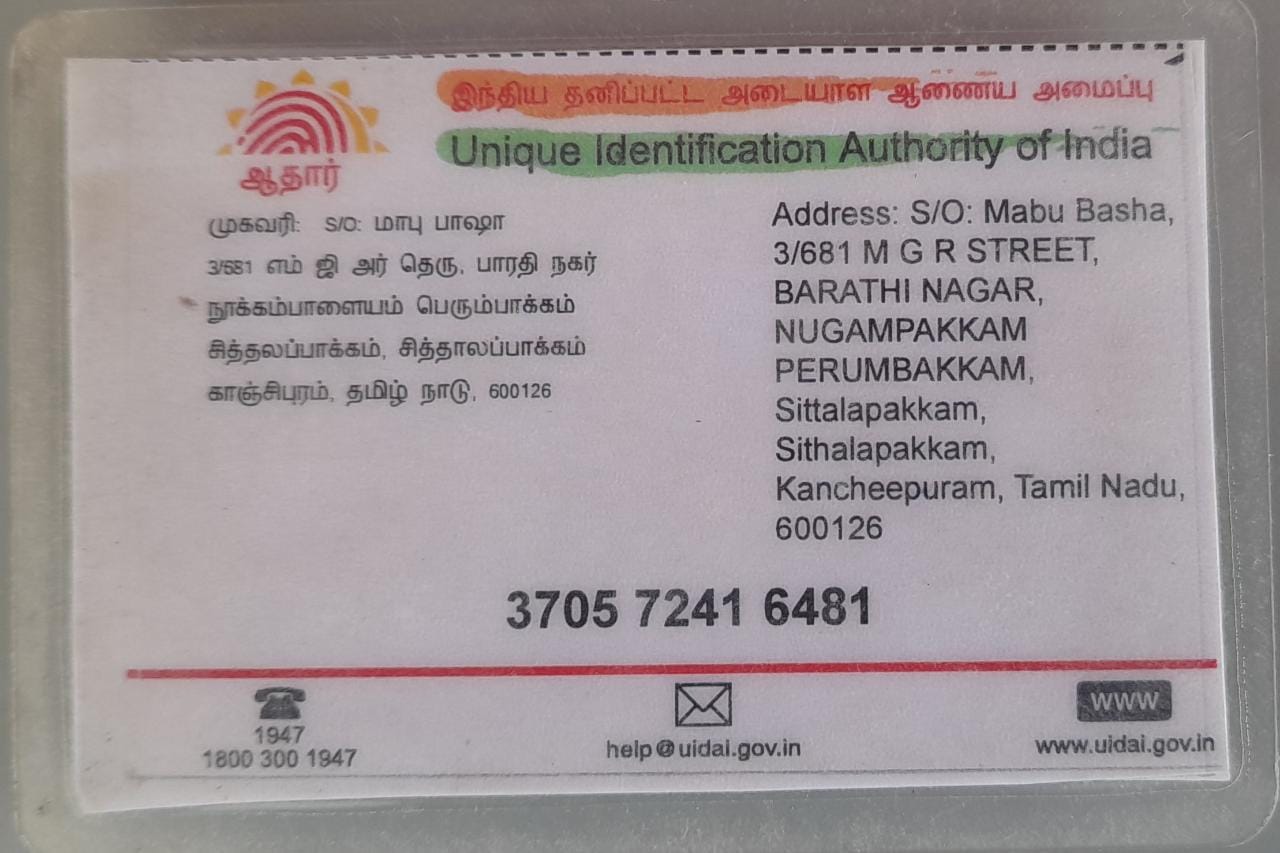 இந்திய தனிப்பட்ட அடையாள ஆணைய அமைப்பு
Unique Identification Authority of India
ஆதார்
முகவரி: S/O: மாபு பாஷா
3/681 எம் ஜி அர் தெரு, பாரதி நகர்
நூக்கம்பாளையம் பெரும்பாக்கம்
சித்தலப்பாக்கம், சித்தாலப்பாக்கம்
காஞ்சிபுரம், தமிழ் நாடு, 600126
Address: S/O: Mabu Basha,
3/681 M G R STREET,
BARATHI NAGAR,
NUGAMPAKKAM
PERUMBAKKAM,
Sittalapakkam,
Sithalapakkam,
Kancheepuram, Tamil Nadu,
600126
3705 7241 6481
1947
1800 300 1947
help@uidai.gov.in
www
www.uidai.gov.in